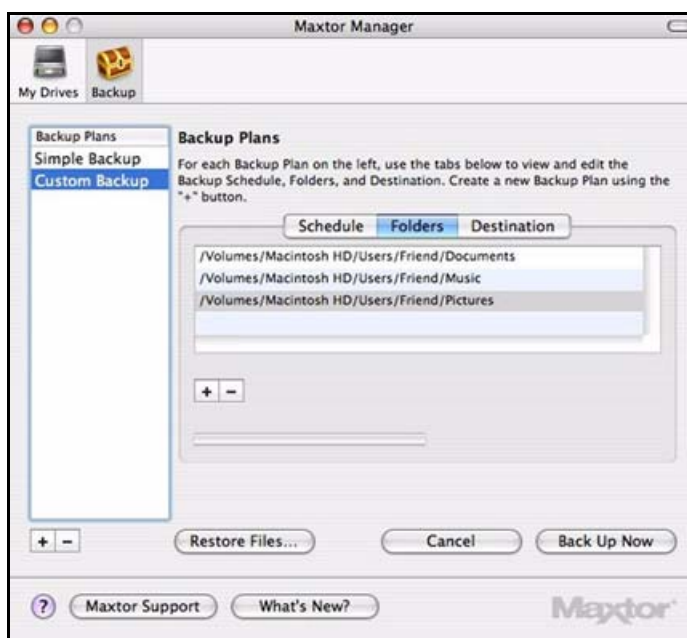 Maxtor Manager
My Drives
Backup
Backup Plans
Simple Backup
Custom Backup
Backup Plans
For each Backup Plan on the left, use the tabs below to view and edit the
Backup Schedule, Folders, and Destination. Create a new Backup Plan using the
"+" button.
Schedule
Folders
Destination
/Volumes/Macintosh HD/Users/Friend/Documents
/Volumes/Macintosh HD/Users/Friend/Music
/Volumes/Macintosh HD/Users/Friend/Pictures
+ −
+ −
Restore Files...
Cancel
Back Up Now
?
Maxtor Support
What's New?
Maxtor